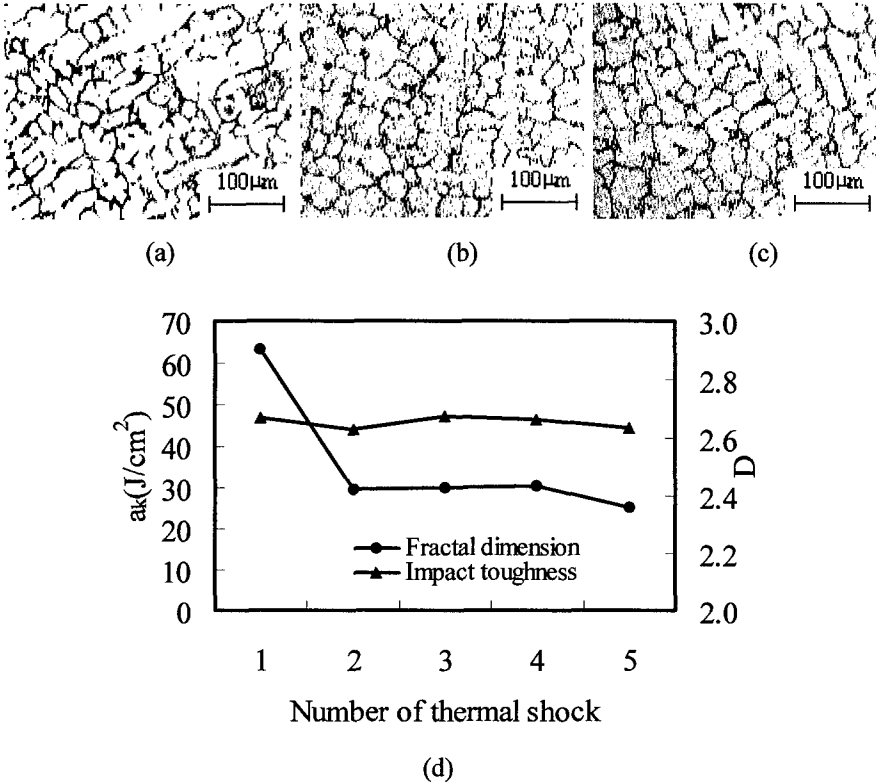 100μm
100μm
100μm
(a)
(b)
(c)
70
60
50
40
30
20
10
0
ak(J/cm²)
3.0
2.8
2.6
2.4
2.2
2.0
D
Fractal dimension
Impact toughness
1 2 3 4 5
Number of thermal shock
(d)